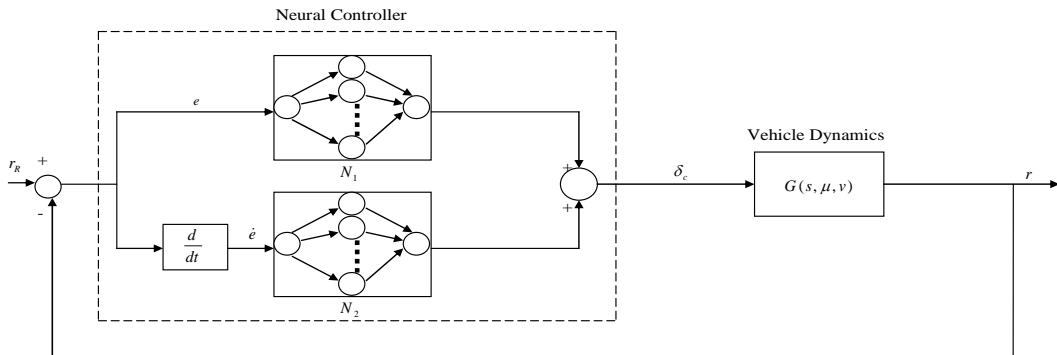 Neural Controller
e
N₁
Vehicle Dynamics
+
r_R
-
+
+
δ_c
G(s, μ, v)
r
d/dt
ė
N₂